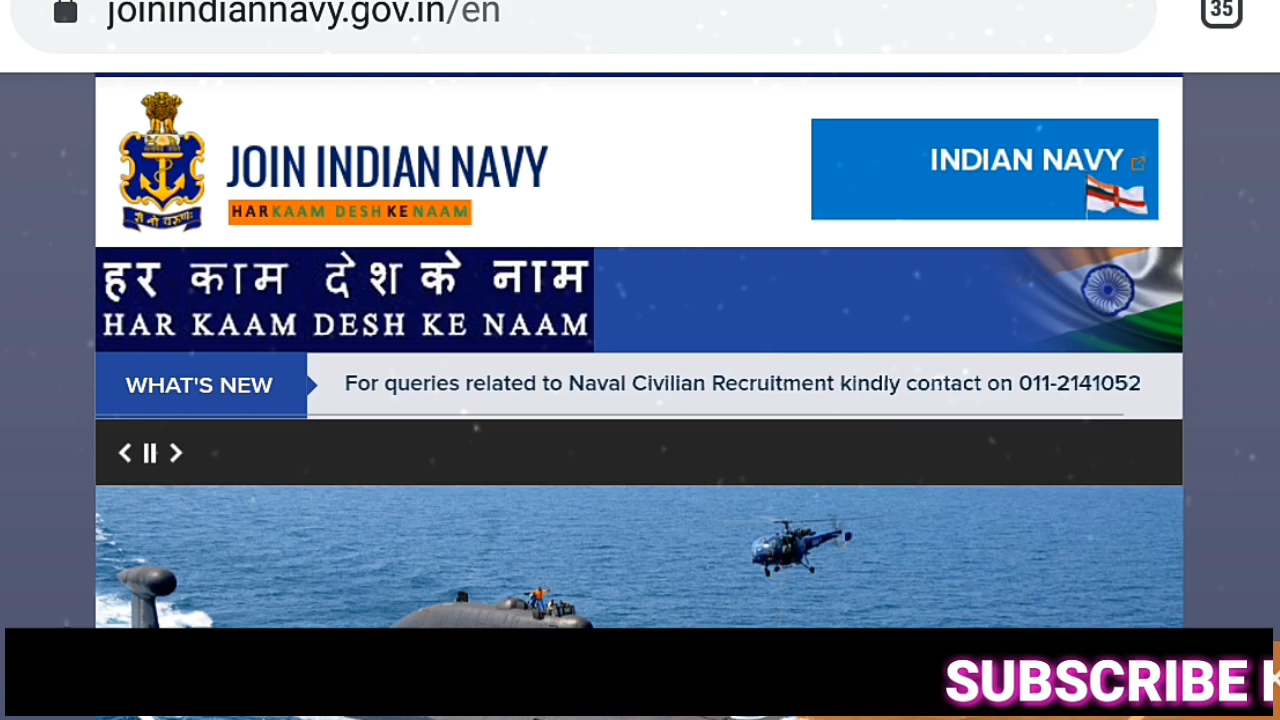 joinindiannavy.gov.in/en
35
JOIN INDIAN NAVY
HAR KAAM DESH KE NAAM
INDIAN NAVY
हर काम देश के नाम
HAR KAAM DESH KE NAAM
WHAT'S NEW
For queries related to Naval Civilian Recruitment kindly contact on 011-2141052
SUBSCRIBE